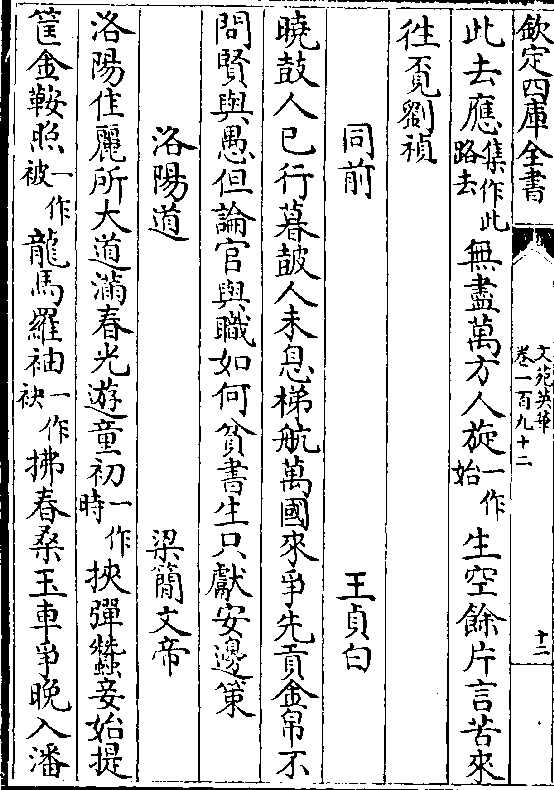 欽定四庫全書
文苑英華
卷一百九十二
十二
此去應集作此路去無盡萬方人旋一作始生空餘片言苦來
往覔劉禎
同前 王貞白
曉鼓人已行暮鼓人未息梯航萬國來爭先貢金帛不
問賢與愚但論官與職如何貧書生只獻安邊策
洛陽道 梁簡文帝
洛陽佳麗所大道滿春光遊童初一作時挾彈蠶妾始提
筐金鞍照一作被龍馬羅袖一作袂拂春桑玉車爭晚入潘